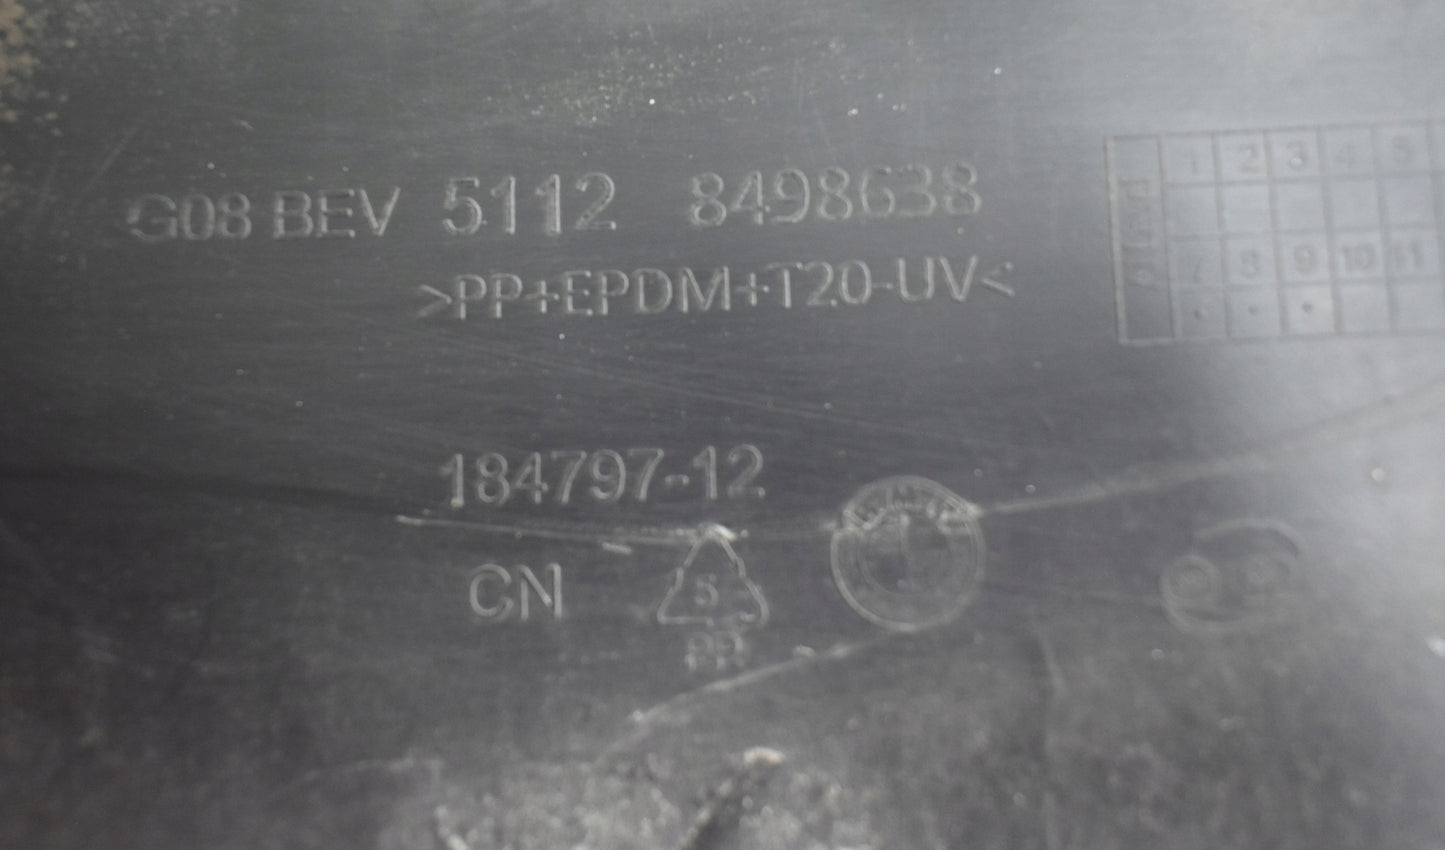 G08 BEV 5112 8498638
>PP+EPDM+T20-UV<
1 2 3 4 5
7 8 9 10 11
184797-12
CN
5
PP